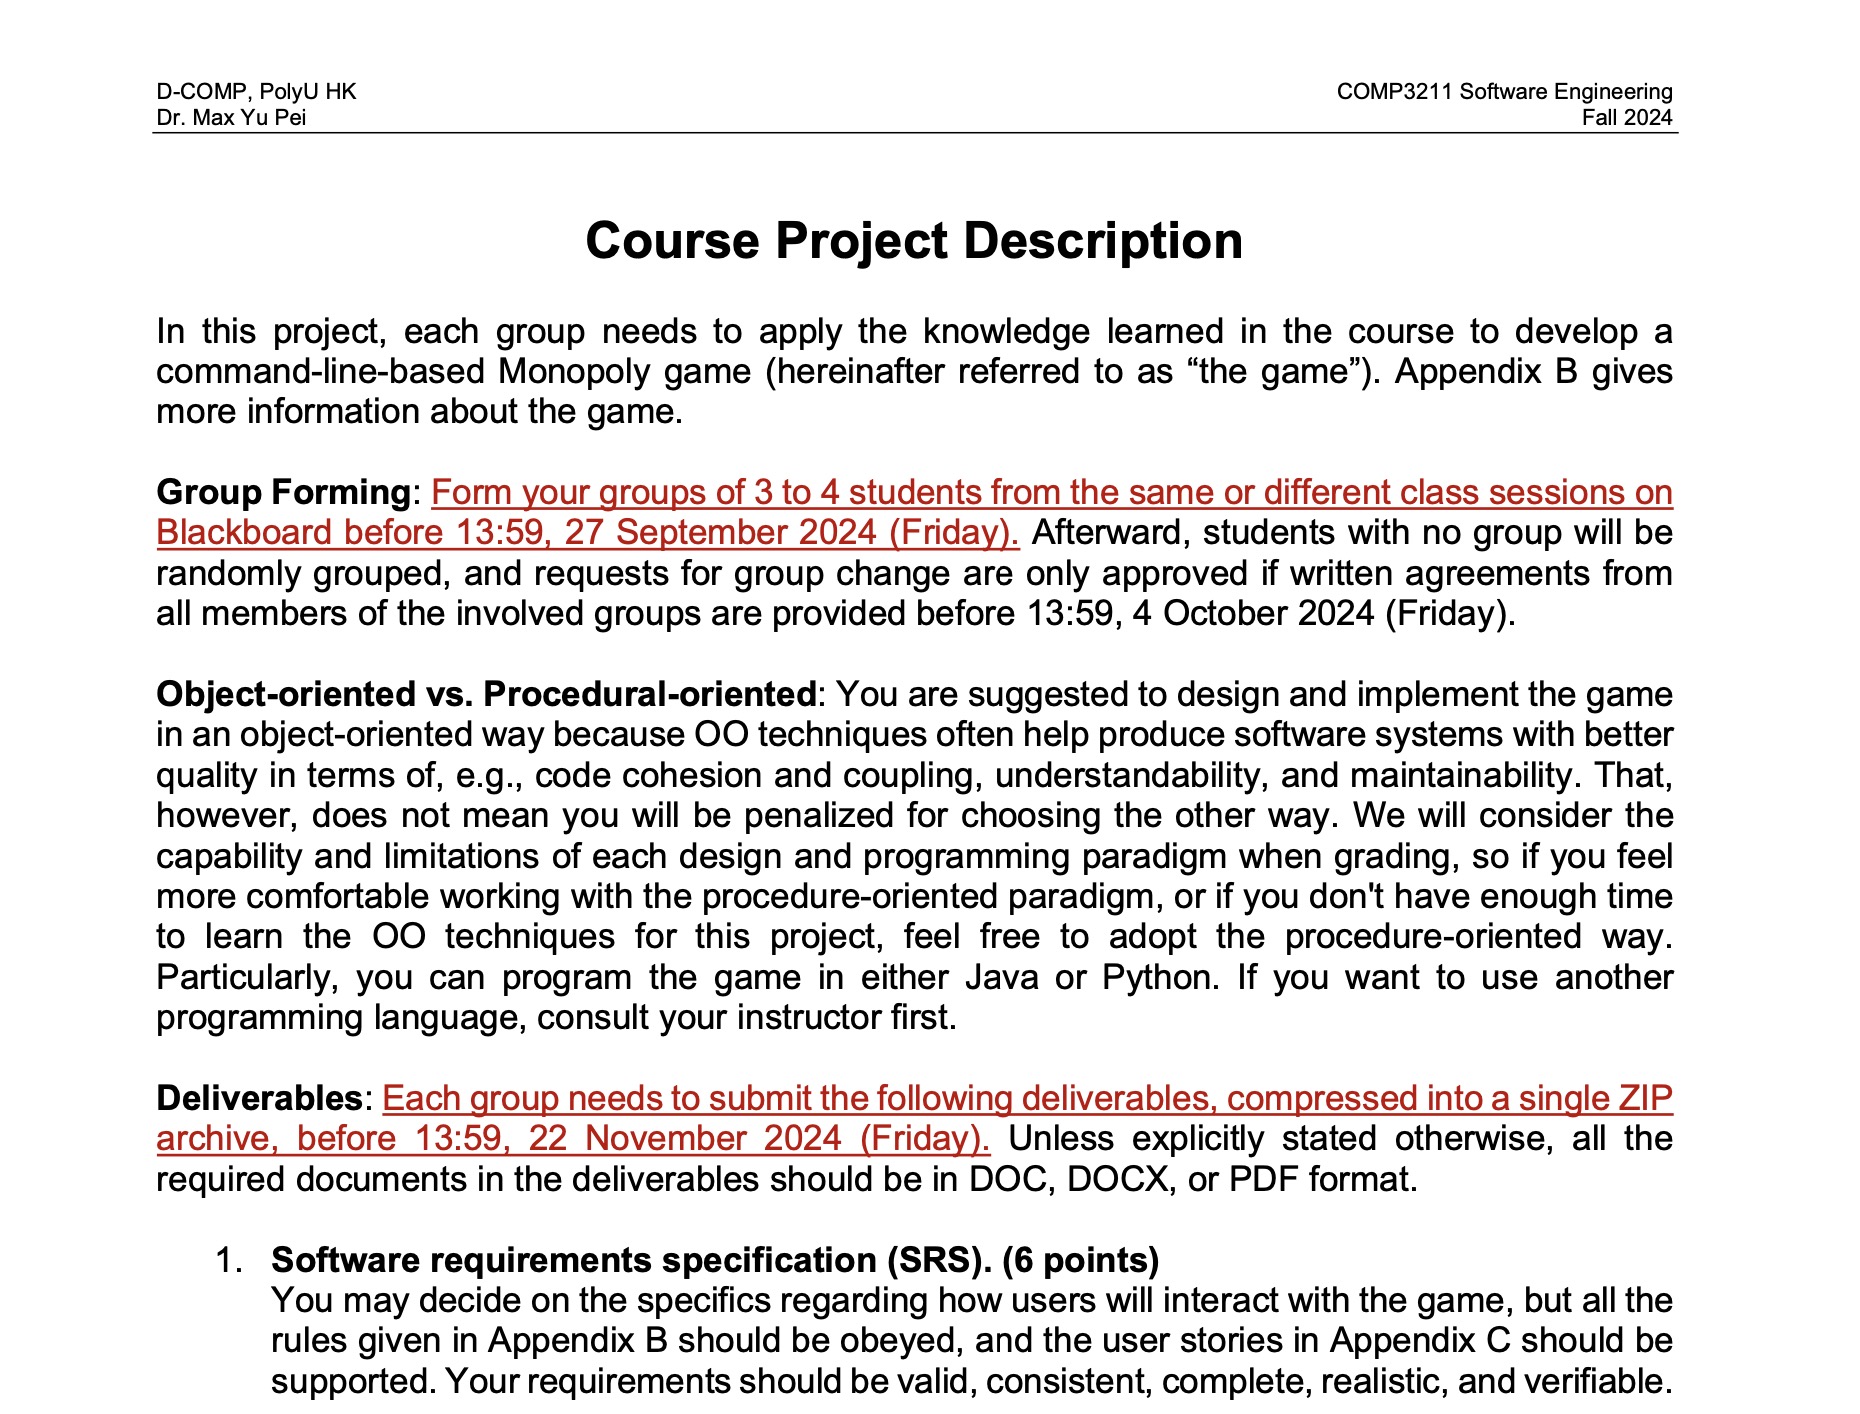 D-COMP, PolyU HK
COMP3211 Software Engineering
Dr. Max Yu Pei
Fall 2024
Course Project Description
In this project, each group needs to apply the knowledge learned in the course to develop a
command-line-based Monopoly game (hereinafter referred to as “the game”). Appendix B gives
more information about the game.
Group Forming: Form your groups of 3 to 4 students from the same or different class sessions on
Blackboard before 13:59, 27 September 2024 (Friday). Afterward, students with no group will be
randomly grouped, and requests for group change are only approved if written agreements from
all members of the involved groups are provided before 13:59, 4 October 2024 (Friday).
Object-oriented vs. Procedural-oriented: You are suggested to design and implement the game
in an object-oriented way because OO techniques often help produce software systems with better
quality in terms of, e.g., code cohesion and coupling, understandability, and maintainability. That,
however, does not mean you will be penalized for choosing the other way. We will consider the
capability and limitations of each design and programming paradigm when grading, so if you feel
more comfortable working with the procedure-oriented paradigm, or if you don't have enough time
to learn the OO techniques for this project, feel free to adopt the procedure-oriented way.
Particularly, you can program the game in either Java or Python. If you want to use another
programming language, consult your instructor first.
Deliverables: Each group needs to submit the following deliverables, compressed into a single ZIP
archive, before 13:59, 22 November 2024 (Friday). Unless explicitly stated otherwise, all the
required documents in the deliverables should be in DOC, DOCX, or PDF format.
1. Software requirements specification (SRS). (6 points)
You may decide on the specifics regarding how users will interact with the game, but all the
rules given in Appendix B should be obeyed, and the user stories in Appendix C should be
supported. Your requirements should be valid, consistent, complete, realistic, and verifiable.